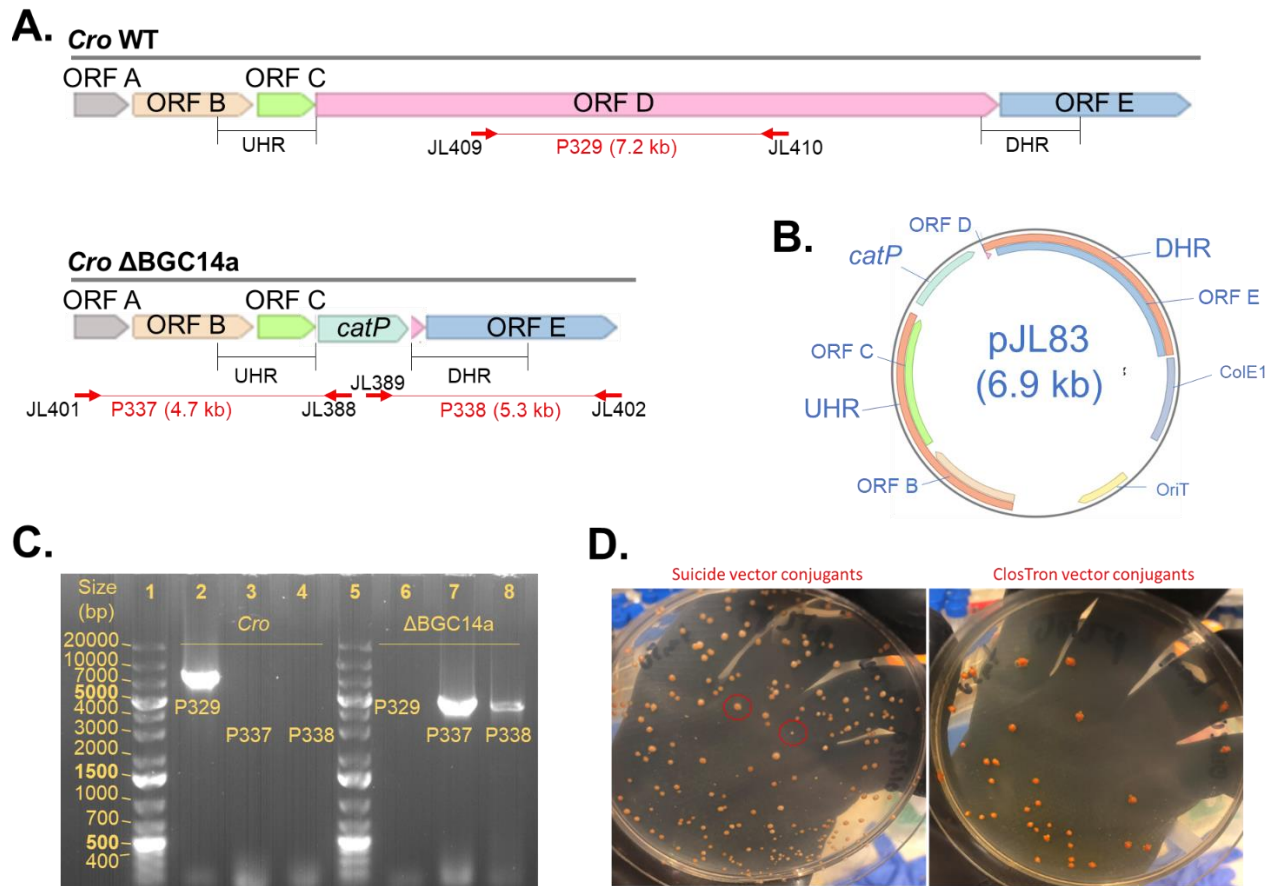 A.
Cro WT
ORF A
ORF B
ORF C
ORF D
ORF E
UHR
JL409
P329 (7.2 kb)
JL410
DHR
Cro ΔBGC14a
ORF A
ORF B
ORF C
catP
ORF E
UHR
JL389
DHR
JL401
P337 (4.7 kb)
JL388
P338 (5.3 kb)
JL402
B.
ORF D
catP
DHR
ORF E
ORF C
pJL83
(6.9 kb)
ColE1
UHR
ORF B
OriT
C.
Size
(bp)
1 2 3 4 5 6 7 8
Cro
ΔBGC14a
20000
10000
7000
5000
4000
3000
2000
1500
1000
700
500
400
P329
P337
P338
P329
P337
P338
D.
Suicide vector conjugants
ClosTron vector conjugants